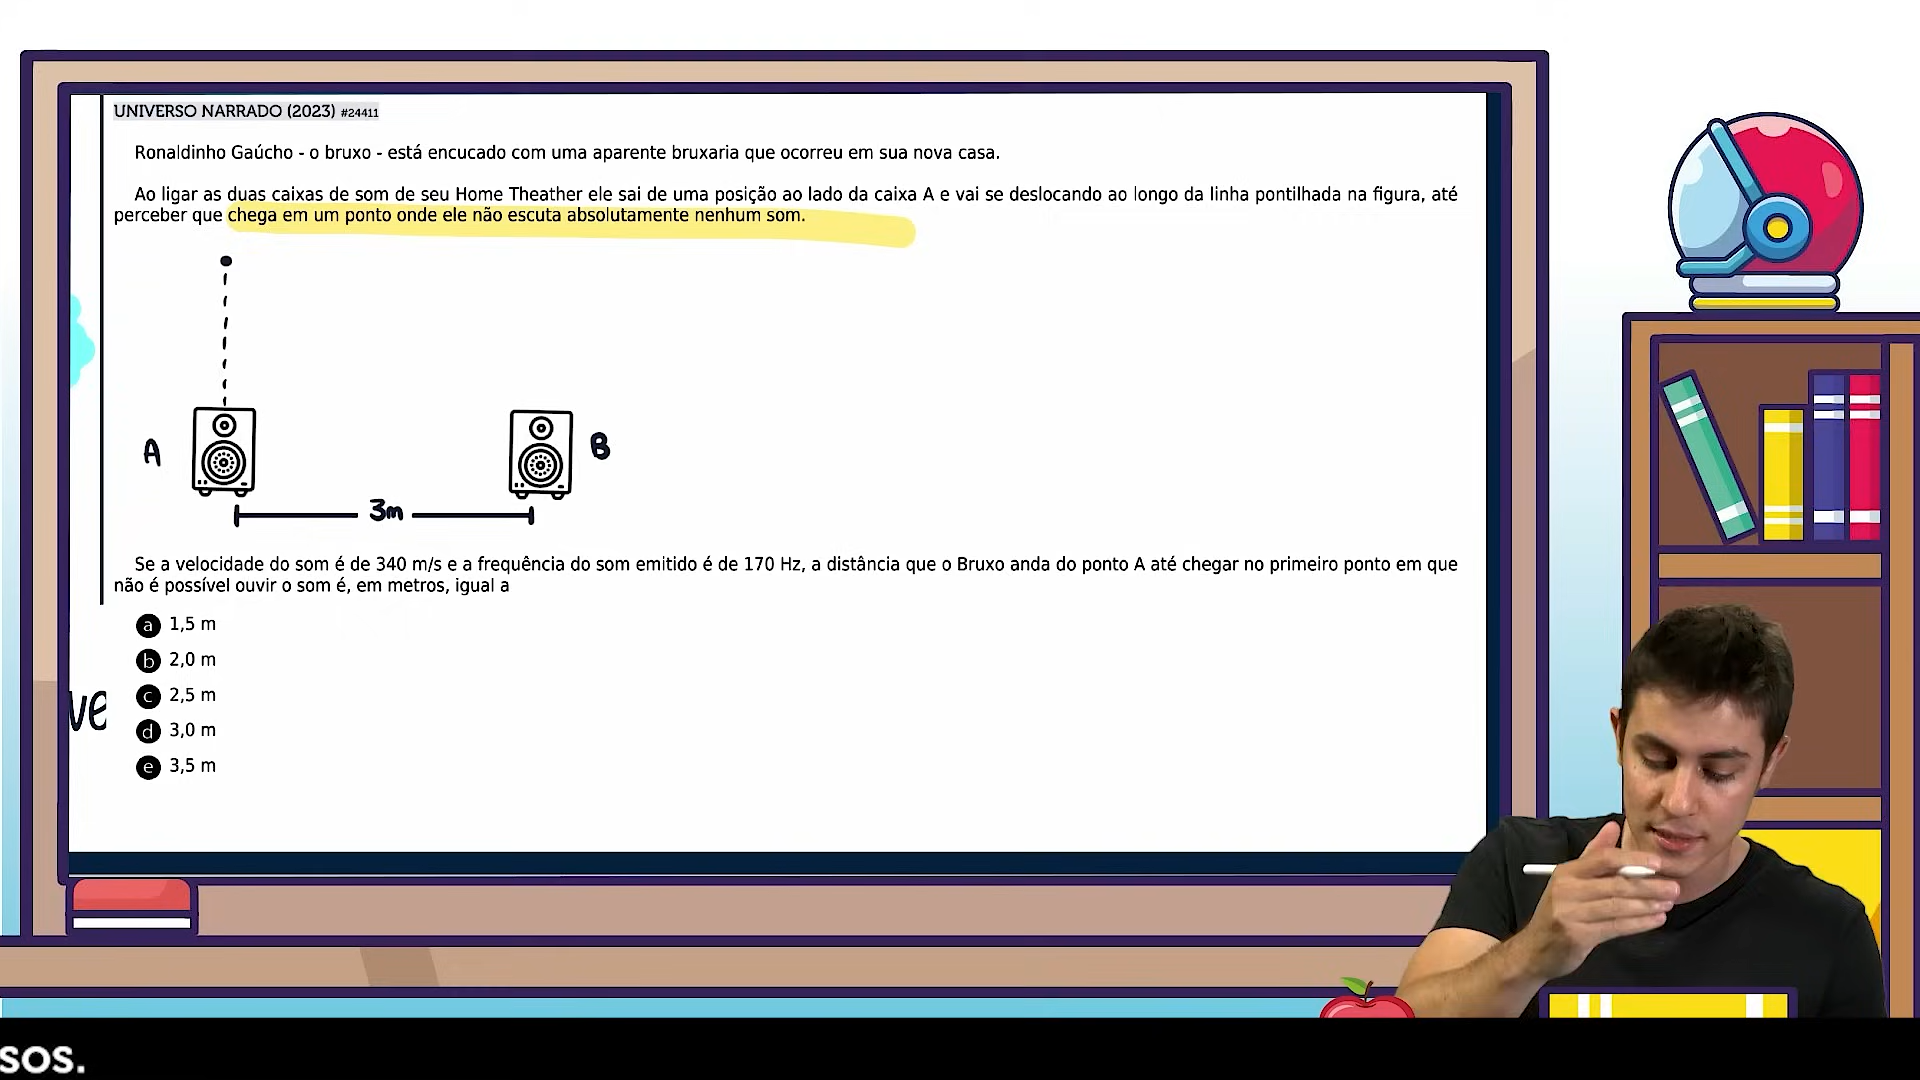 UNIVERSO NARRADO (2023) #24411
Ronaldinho Gaúcho - o bruxo - está encucado com uma aparente bruxaria que ocorreu em sua nova casa.
Ao ligar as duas caixas de som de seu Home Theather ele sai de uma posição ao lado da caixa A e vai se deslocando ao longo da linha pontilhada na figura, até
perceber que chega em um ponto onde ele não escuta absolutamente nenhum som.
A
B
3m
Se a velocidade do som é de 340 m/s e a frequência do som emitido é de 170 Hz, a distância que o Bruxo anda do ponto A até chegar no primeiro ponto em que
não é possível ouvir o som é, em metros, igual a
a 1,5 m
b 2,0 m
c 2,5 m
d 3,0 m
e 3,5 m
ve
sos.